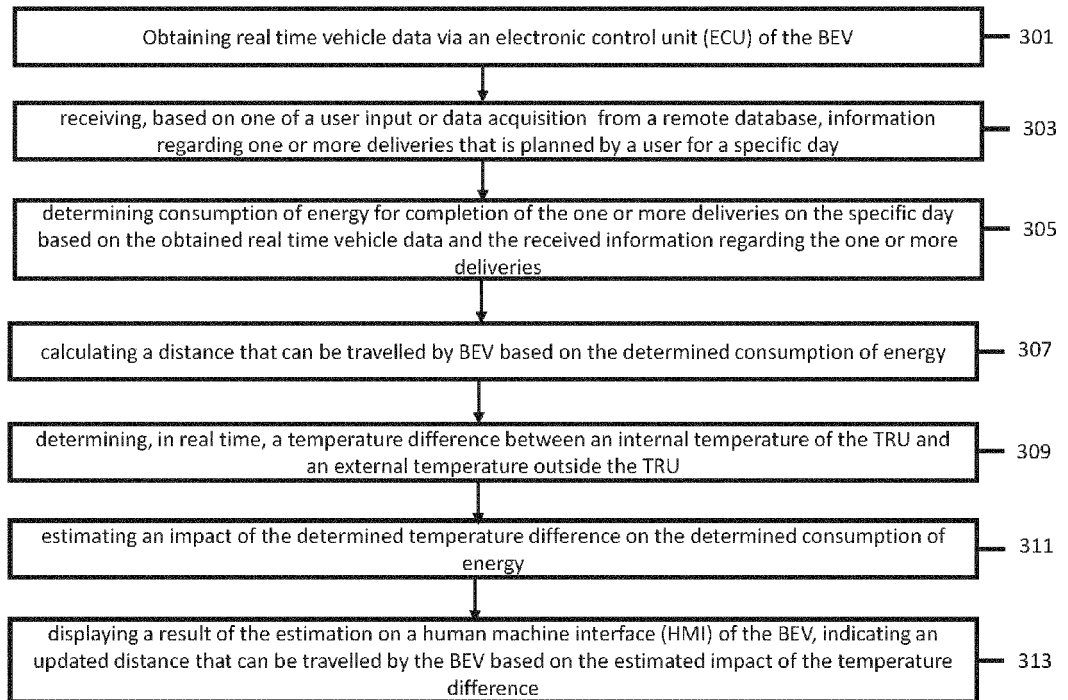 Obtaining real time vehicle data via an electronic control unit (ECU) of the BEV
301
receiving, based on one of a user input or data acquisition from a remote database, information
regarding one or more deliveries that is planned by a user for a specific day
303
determining consumption of energy for completion of the one or more deliveries on the specific day
based on the obtained real time vehicle data and the received information regarding the one or more
deliveries
305
calculating a distance that can be travelled by BEV based on the determined consumption of energy
307
determining, in real time, a temperature difference between an internal temperature of the TRU and
an external temperature outside the TRU
309
estimating an impact of the determined temperature difference on the determined consumption of
energy
311
displaying a result of the estimation on a human machine interface (HMI) of the BEV, indicating an
updated distance that can be travelled by the BEV based on the estimated impact of the temperature
difference
313